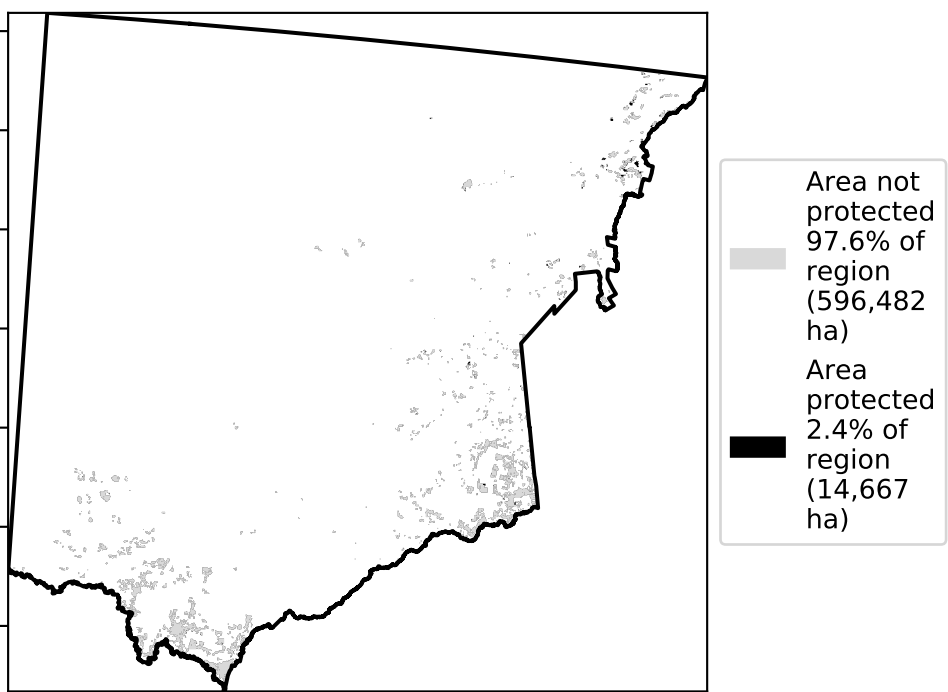 Area not
protected
97.6% of
region
(596,482
ha)
Area
protected
2.4% of
region
(14,667
ha)